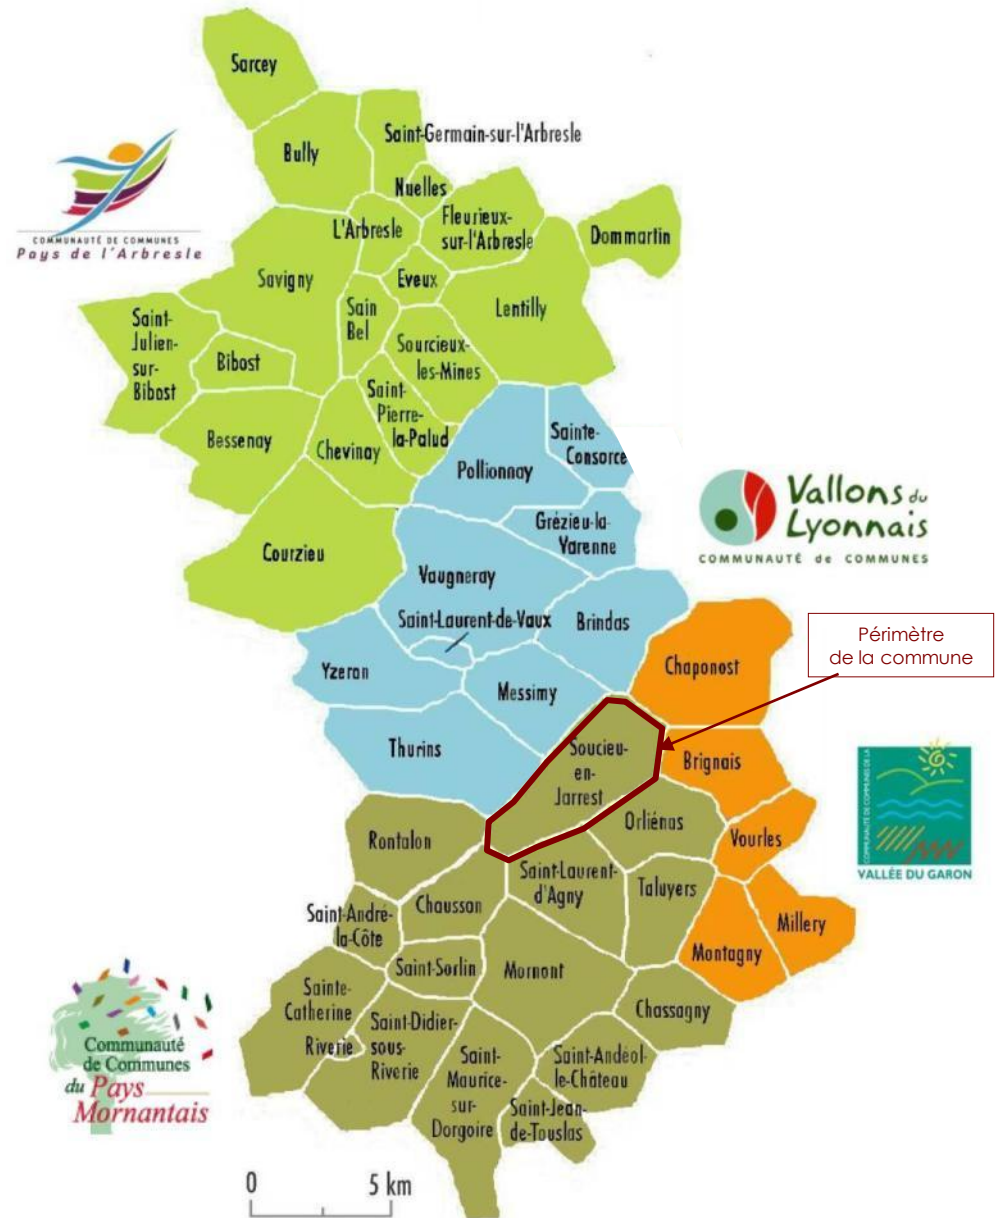 Sarcey
Saint-Germain-sur-l'Arbresle
Bully
Nuelles
COMMUNAUTÉ DE COMMUNES
Pays de l'Arbresle
L'Arbresle
Fleurieux-
sur-l'Arbresle
Dommartin
Savigny
Eveux
Sain
Bel
Lentilly
Saint-
Julien-
sur-
Bibost
Bibost
Sourcieux-
les-Mines
Saint-
Pierre-
la-Palud
Bessenay
Chevinay
Sainte-
Consorce
Pollionnay
Vallons du
Lyonnais
COMMUNAUTÉ de COMMUNES
Grézieu-la-
Varenne
Courzieu
Vaugneray
Saint-Laurent-de-Vaux
Brindas
Périmètre
de la commune
Chaponost
Yzeron
Messimy
Thurins
Soucieu-
en-
Jarrest
Brignais
COMMUNAUTÉ DE COMMUNES DE LA
VALLÉE DU GARON
Rontalon
Orliénas
Vourles
Saint-Laurent-
d'Agny
Taluyers
Chausson
Saint-André-
la-Côte
Millery
Montagny
Saint-Sorlin
Mornont
Sainte-
Catherine
Chassagny
Riverie
Saint-Didier-
sous-
Riverie
Communauté
de Communes
du Pays
Mornantais
Saint-
Maurice-
sur-
Dorgoire
Saint-Andéol-
le-Château
Saint-Jean-
de-Touslas
0
5 km